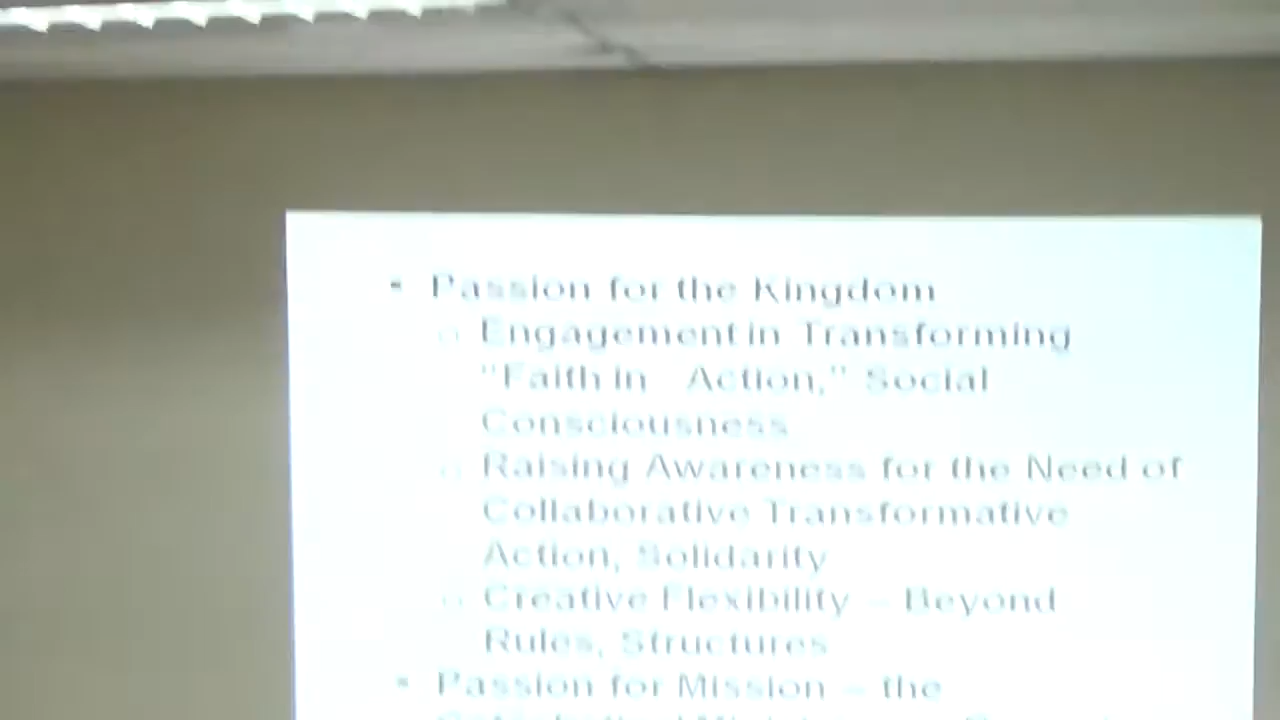 • Passion for the Kingdom
o Engagement in Transforming
"Faith in Action," Social
Consciousness
o Raising Awareness for the Need of
Collaborative Transformative
Action, Solidarity
o Creative Flexibility – Beyond
Rules, Structures
• Passion for Mission – the